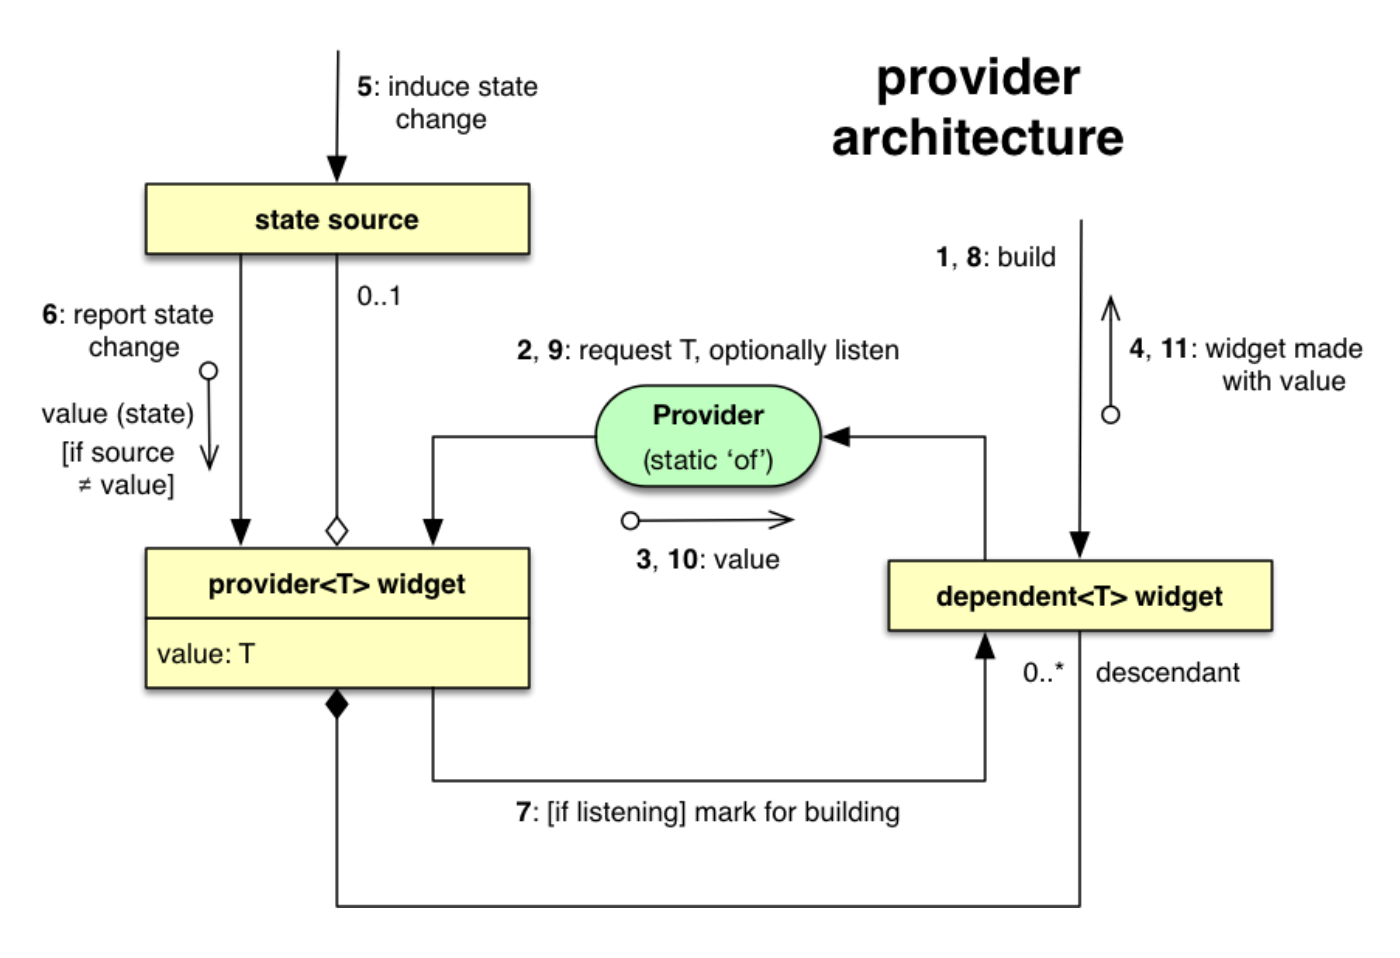 provider
architecture
5: induce state
change
state source
1, 8: build
0..1
6: report state
change
2, 9: request T, optionally listen
4, 11: widget made
with value
value (state)
[if source
≠ value]
Provider
(static ‘of’)
3, 10: value
provider<T> widget
value: T
dependent<T> widget
0..* descendant
7: [if listening] mark for building